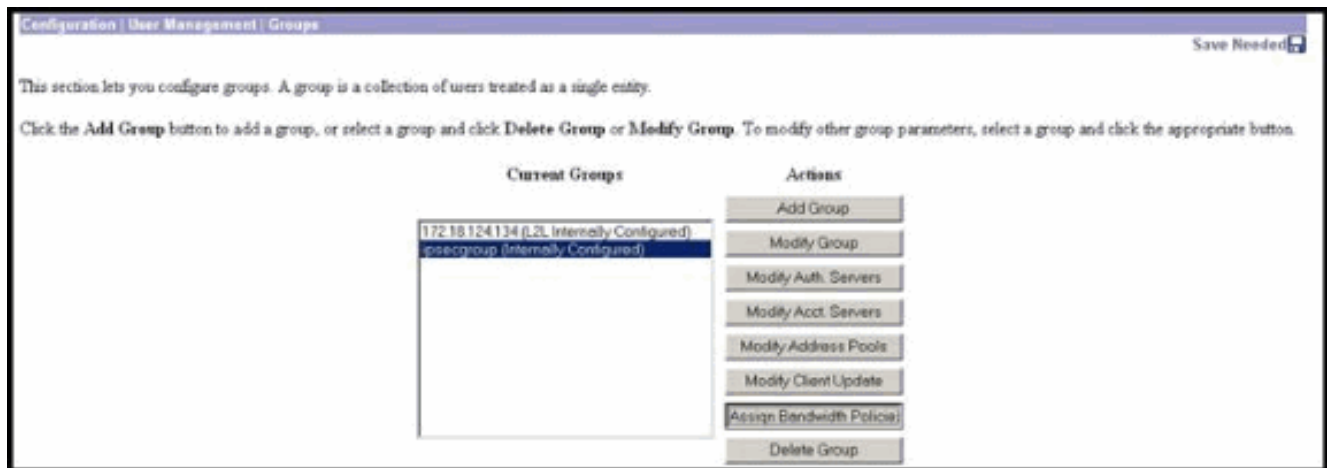 Configuration | User Management | Groups
Save Needed
This section lets you configure groups. A group is a collection of users treated as a single entity.
Click the Add Group button to add a group, or select a group and click Delete Group or Modify Group. To modify other group parameters, select a group and click the appropriate button.
Current Groups
Actions
172.18.124.134 (L2L Internally Configured)
ipsecgroup (Internally Configured)
Add Group
Modify Group
Modify Auth. Servers
Modify Acct. Servers
Modify Address Pools
Modify Client Update
Assign Bandwidth Policies
Delete Group